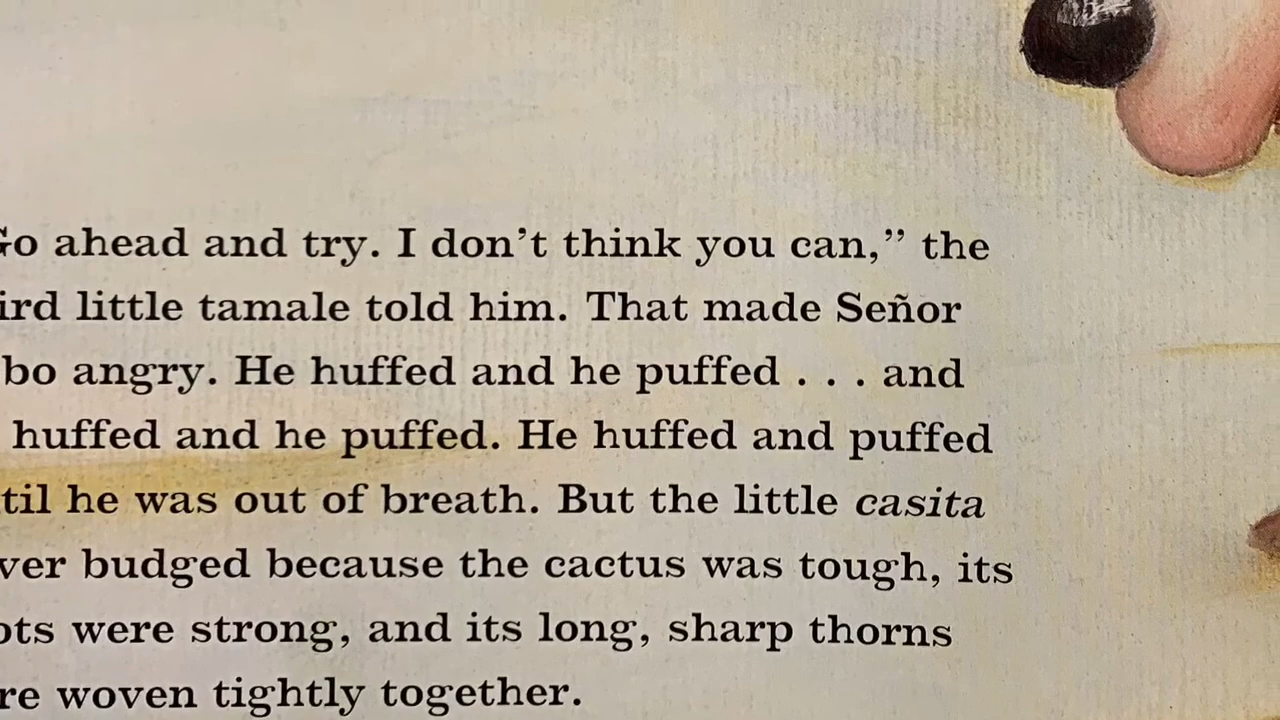 Go ahead and try. I don’t think you can,” the
ird little tamale told him. That made Señor
bo angry. He huffed and he puffed . . . and
huffed and he puffed. He huffed and puffed
til he was out of breath. But the little casita
ver budged because the cactus was tough, its
ots were strong, and its long, sharp thorns
re woven tightly together.